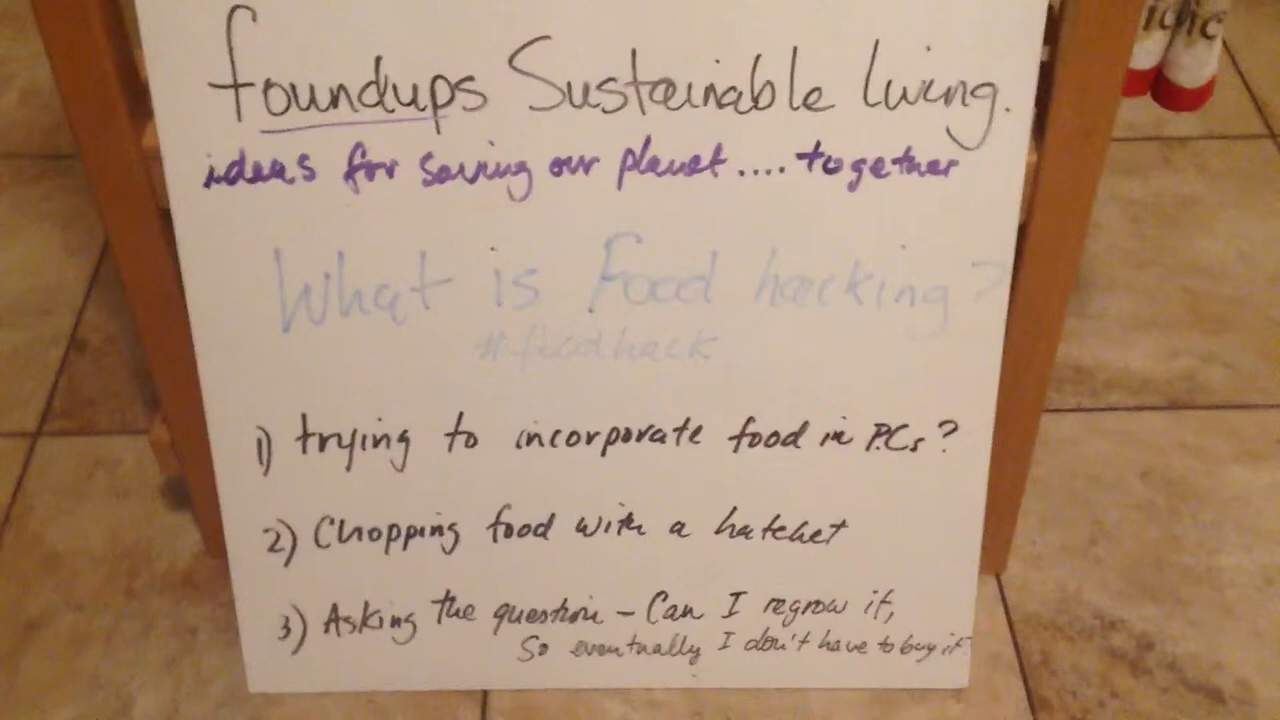 foundups Sustainable living.
ideas for saving our planet.... together
What is Food hacking?
#foodhack
1) trying to incorporate food in P.Cs?
2) Chopping food with a hatchet
3) Asking the question – Can I regrow it,
So eventually I don't have to buy it